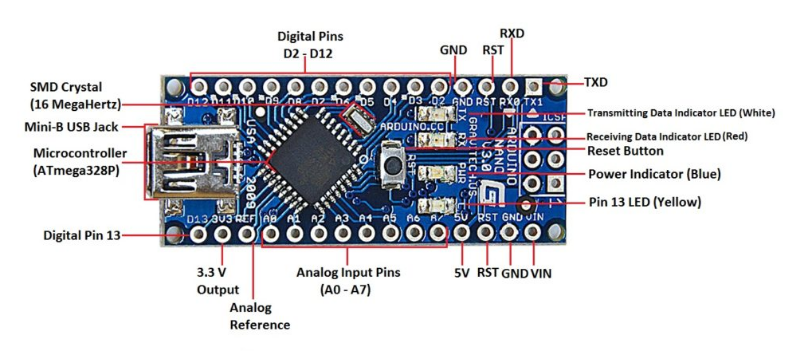 RXD
Digital Pins
D2 - D12
GND
RST
TXD
SMD Crystal
(16 MegaHertz)
D12 D11 D10 D9 D8 D7 D6 D5 D4 D3 D2 GND RST RX0 TX1
Transmitting Data Indicator LED (White)
TX
ICSP
Mini-B USB Jack
ARDUINO.CC
Receiving Data Indicator LED (Red)
RX
Reset Button
Microcontroller
(ATmega328P)
USA
2009
RST
PWR
L
GRAVITECH.US
ARDUINO
NANO
V3.0
Power Indicator (Blue)
Pin 13 LED (Yellow)
1
D13 3V3 REF A0 A1 A2 A3 A4 A5 A6 A7 5V RST GND VIN
Digital Pin 13
3.3 V
Output
Analog Input Pins
(A0 - A7)
5V
RST
GND
VIN
Analog
Reference